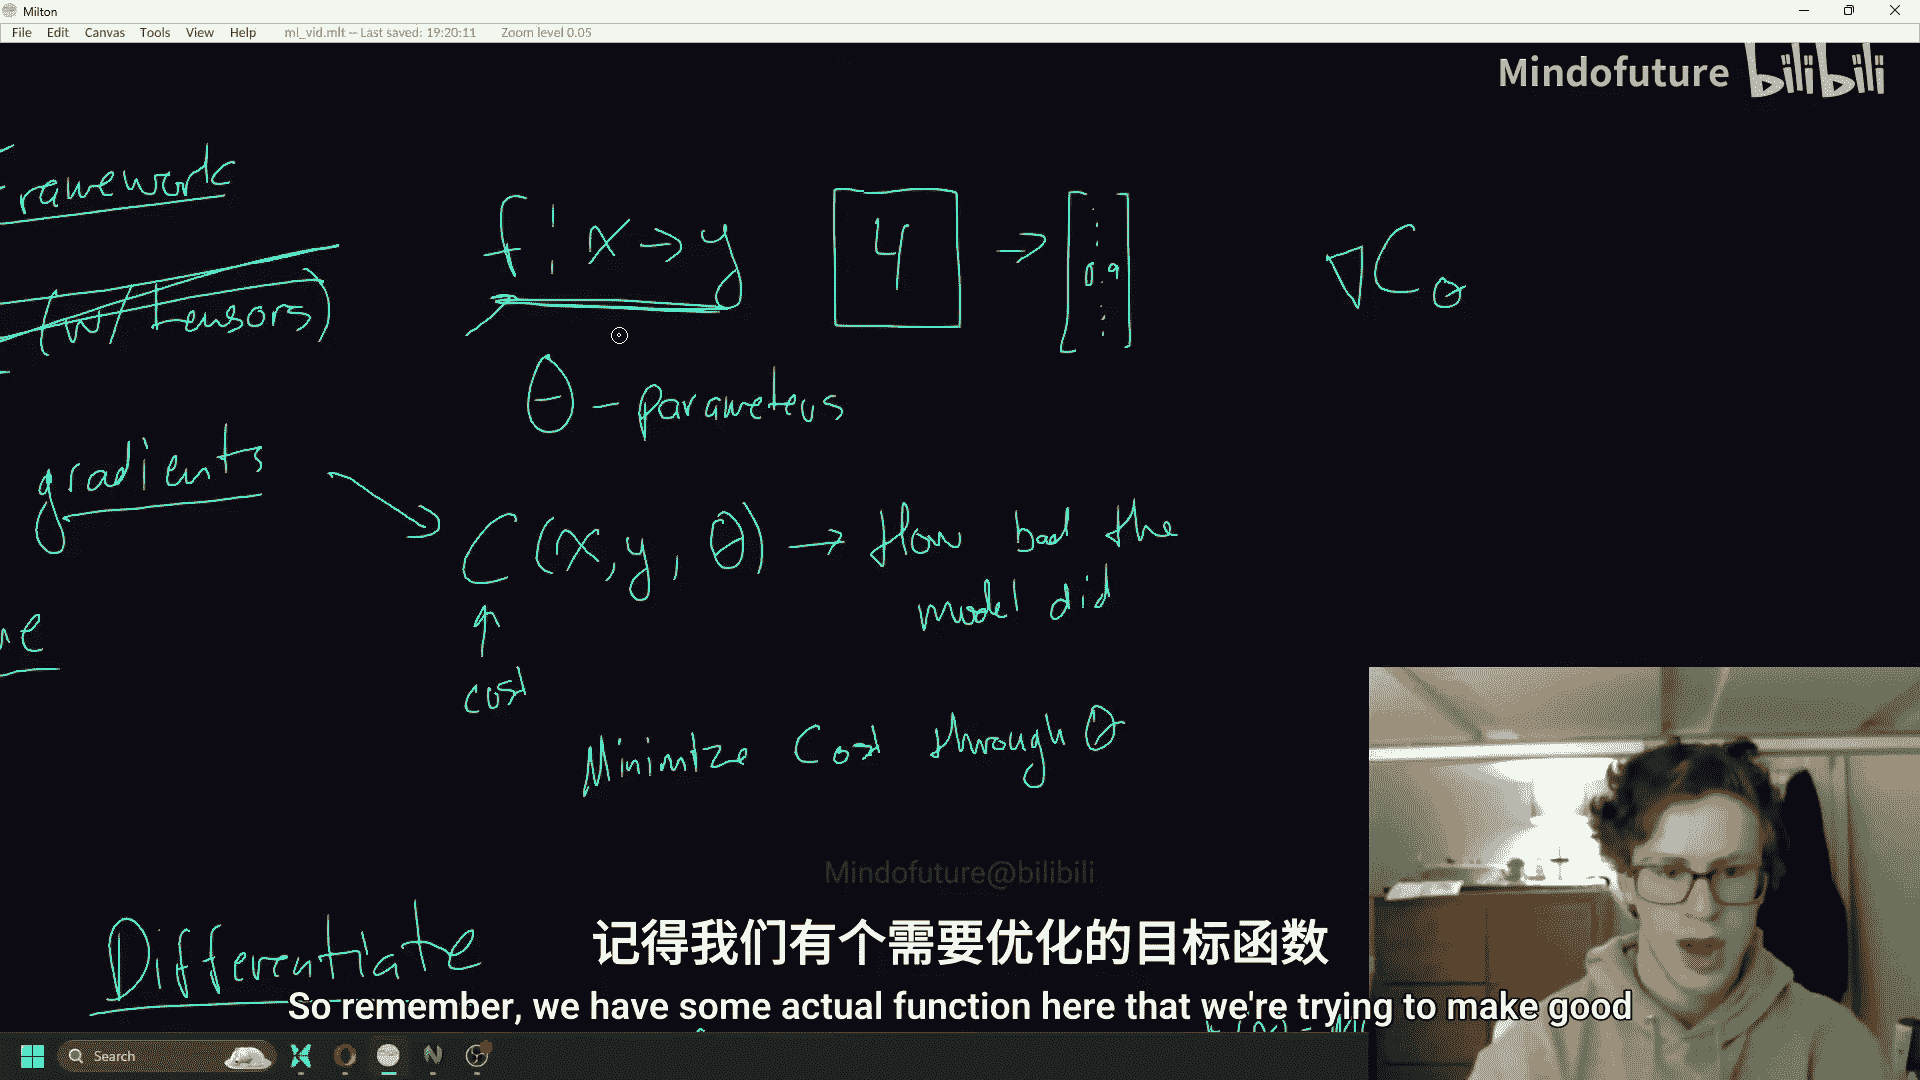 Milton
File Edit Canvas Tools View Help ml_vid.mlt -- Last saved: 19:20:11 Zoom level 0.05
Mindofuture bilibili
Framework
(w/ tensors)
f: x → y
4 → [ 0.9 ]
∇C_θ
θ - parameters
gradients
C(x, y, θ) → How bad the
model did
cost
Minimize Cost through θ
Mindofuture@bilibili
Differentiate
记得我们有个需要优化的目标函数
So remember, we have some actual function here that we're trying to make good
Search